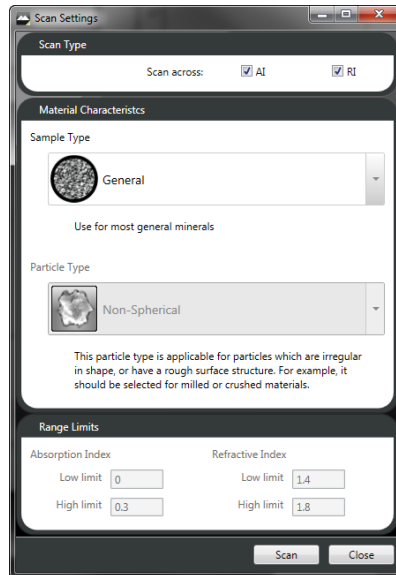 Scan Settings
Scan Type
Scan across: AI RI
Material Characteristcs
Sample Type
General
Use for most general minerals
Particle Type
Non-Spherical
This particle type is applicable for particles which are irregular
in shape, or have a rough surface structure. For example, it
should be selected for milled or crushed materials.
Range Limits
Absorption Index Refractive Index
Low limit 0 Low limit 1.4
High limit 0.3 High limit 1.8
Scan Close